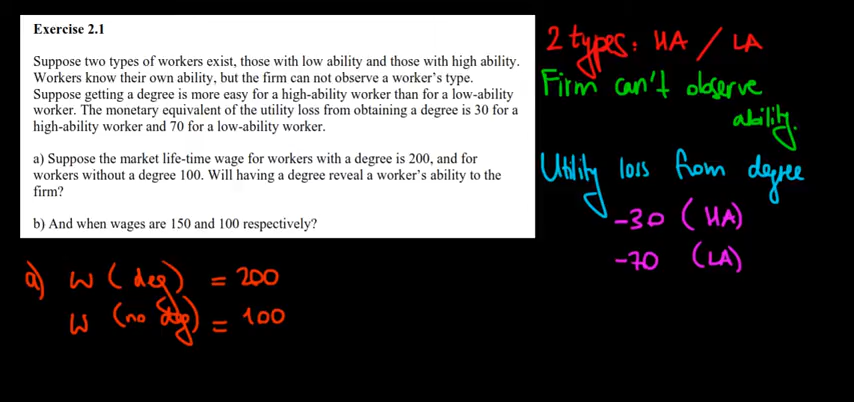 Exercise 2.1
Suppose two types of workers exist, those with low ability and those with high ability.
Workers know their own ability, but the firm can not observe a worker's type.
Suppose getting a degree is more easy for a high-ability worker than for a low-ability
worker. The monetary equivalent of the utility loss from obtaining a degree is 30 for a
high-ability worker and 70 for a low-ability worker.
a) Suppose the market life-time wage for workers with a degree is 200, and for
workers without a degree 100. Will having a degree reveal a worker's ability to the
firm?
b) And when wages are 150 and 100 respectively?
2 types: HA / LA
Firm can't observe
ability.
Utility loss from degree
-30 (HA)
-70 (LA)
a) W (deg) = 200
W (no deg) = 100